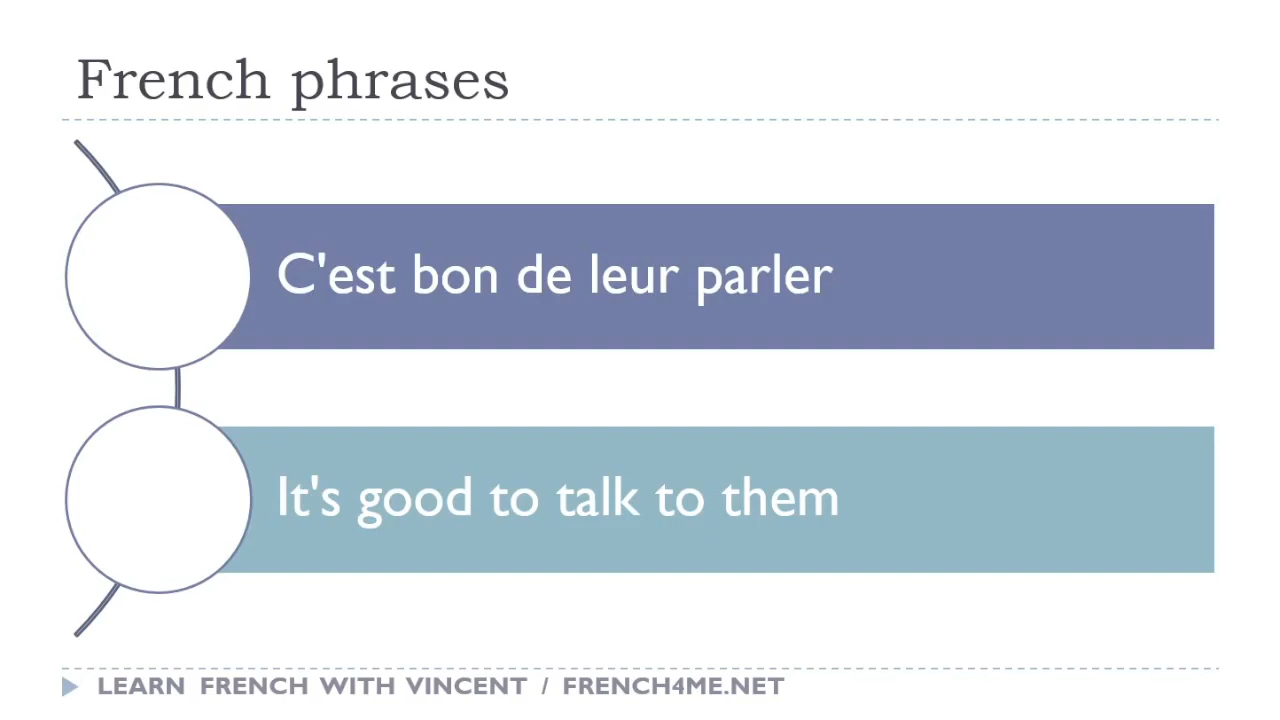 French phrases
C'est bon de leur parler
It's good to talk to them
LEARN FRENCH WITH VINCENT / FRENCH4ME.NET